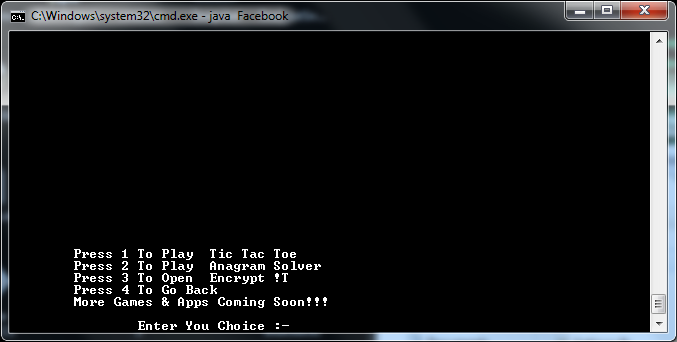 C:\Windows\system32\cmd.exe - java Facebook
Press 1 To Play Tic Tac Toe
Press 2 To Play Anagram Solver
Press 3 To Open Encrypt !T
Press 4 To Go Back
More Games & Apps Coming Soon!!!
Enter You Choice :-